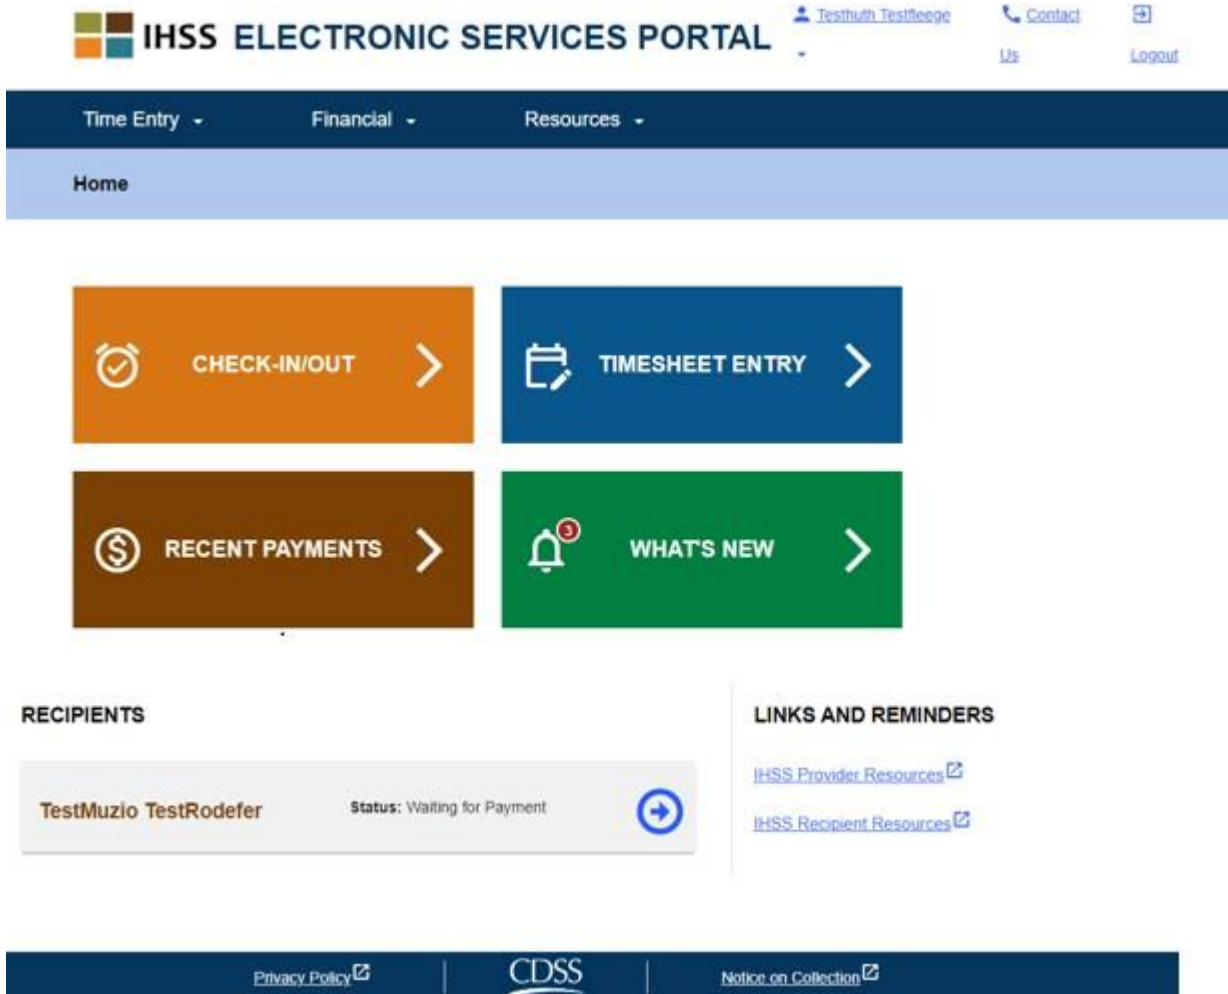 IHSS ELECTRONIC SERVICES PORTAL
Testhuth Testfleege
Contact Us
Logout
Time Entry
Financial
Resources
Home
CHECK-IN/OUT
TIMESHEET ENTRY
RECENT PAYMENTS
3
WHAT'S NEW
RECIPIENTS
TestMuzio TestRodefer
Status: Waiting for Payment
LINKS AND REMINDERS
IHSS Provider Resources
IHSS Recipient Resources
Privacy Policy
CDSS
Notice on Collection